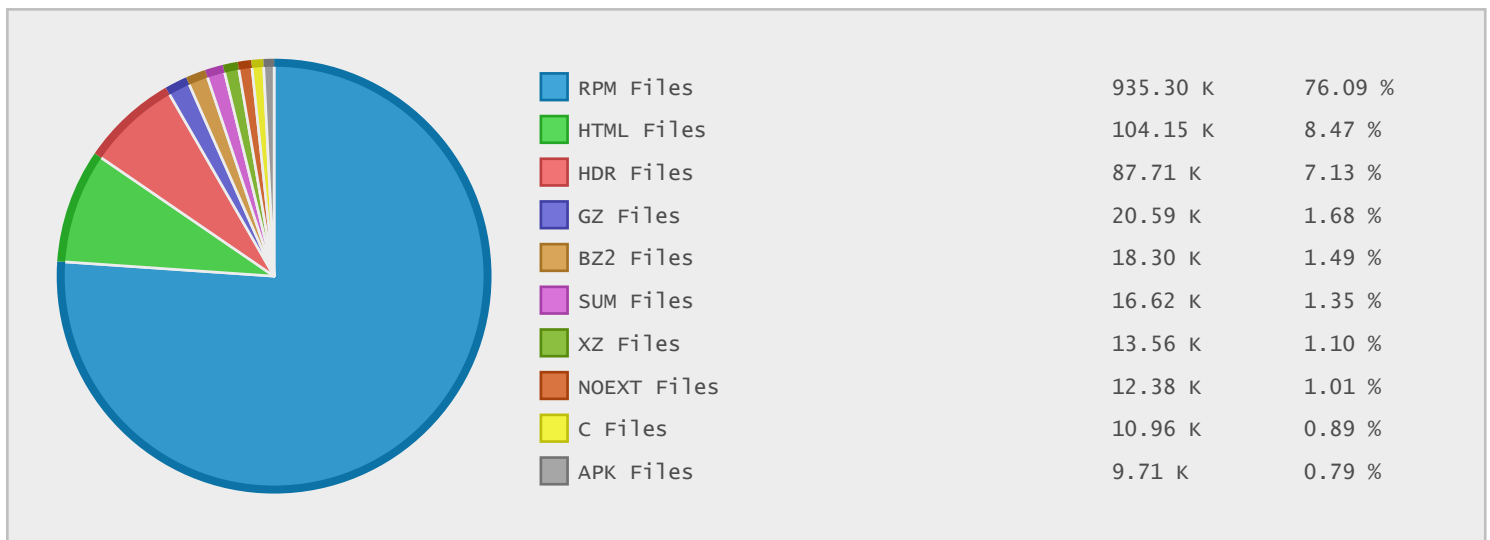 RPM Files 935.30 K 76.09 %
HTML Files 104.15 K 8.47 %
HDR Files 87.71 K 7.13 %
GZ Files 20.59 K 1.68 %
BZ2 Files 18.30 K 1.49 %
SUM Files 16.62 K 1.35 %
XZ Files 13.56 K 1.10 %
NOEXT Files 12.38 K 1.01 %
C Files 10.96 K 0.89 %
APK Files 9.71 K 0.79 %